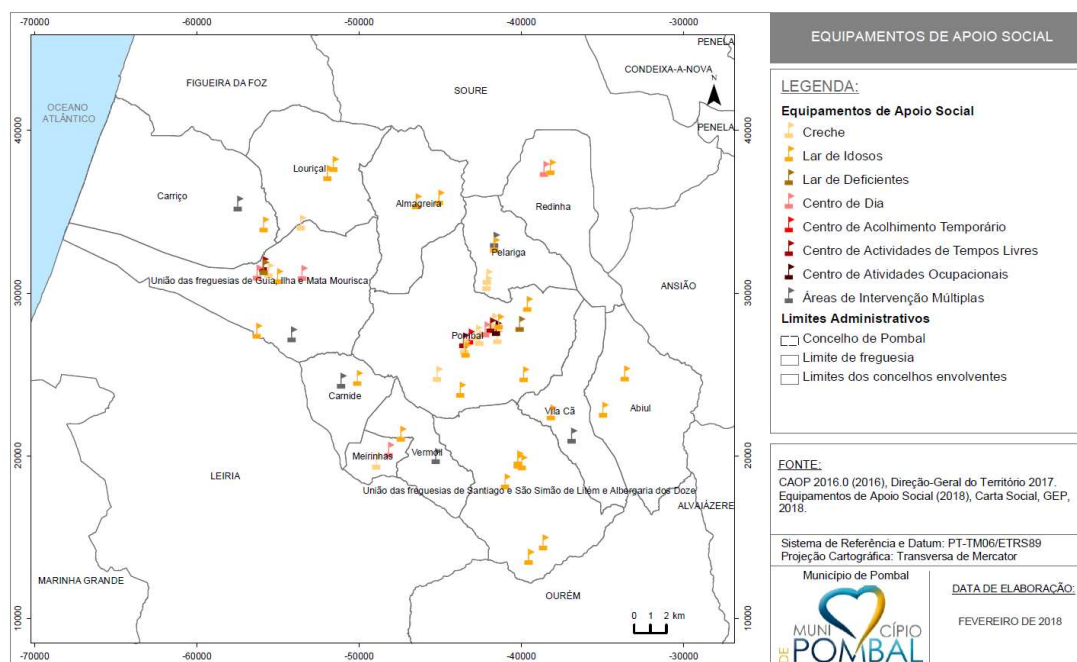 -70000
-60000
-50000
-40000
-30000
PENELA
EQUIPAMENTOS DE APOIO SOCIAL
CONDEIXA-A-NOVA
FIGUEIRA DA FOZ
SOURE
N
OCEANO
ATLÂNTICO
40000
40000
PENELA
LEGENDA:
Equipamentos de Apoio Social
Creche
Lar de Idosos
Lar de Deficientes
Centro de Dia
Centro de Acolhimento Temporário
Centro de Actividades de Tempos Livres
Centro de Atividades Ocupacionais
Áreas de Intervenção Múltiplas
Limites Administrativos
Concelho de Pombal
Limite de freguesia
Limites dos concelhos envolventes
Louriçal
Carriço
Almagreira
Redinha
Pelariga
União das freguesias de Guia, Ilha e Mata Mourisca
ANSIÃO
30000
30000
Pombal
Carnide
Vila Cã
Abiul
Meirinhas
Vermoil
20000
20000
LEIRIA
União das freguesias de Santiago e São Simão de Litém e Albergaria dos Doze
ALVAIÁZERE
FONTE:
CAOP 2016.0 (2016), Direção-Geral do Território 2017.
Equipamentos de Apoio Social (2018), Carta Social, GEP,
2018.
Sistema de Referência e Datum: PT-TM06/ETRS89
Projeção Cartográfica: Transversa de Mercator
MARINHA GRANDE
OURÉM
0 1 2 km
10000
10000
Município de Pombal
MUNICÍPIO
DE
POMBAL
DATA DE ELABORAÇÃO:
FEVEREIRO DE 2018
-70000
-60000
-50000
-40000
-30000